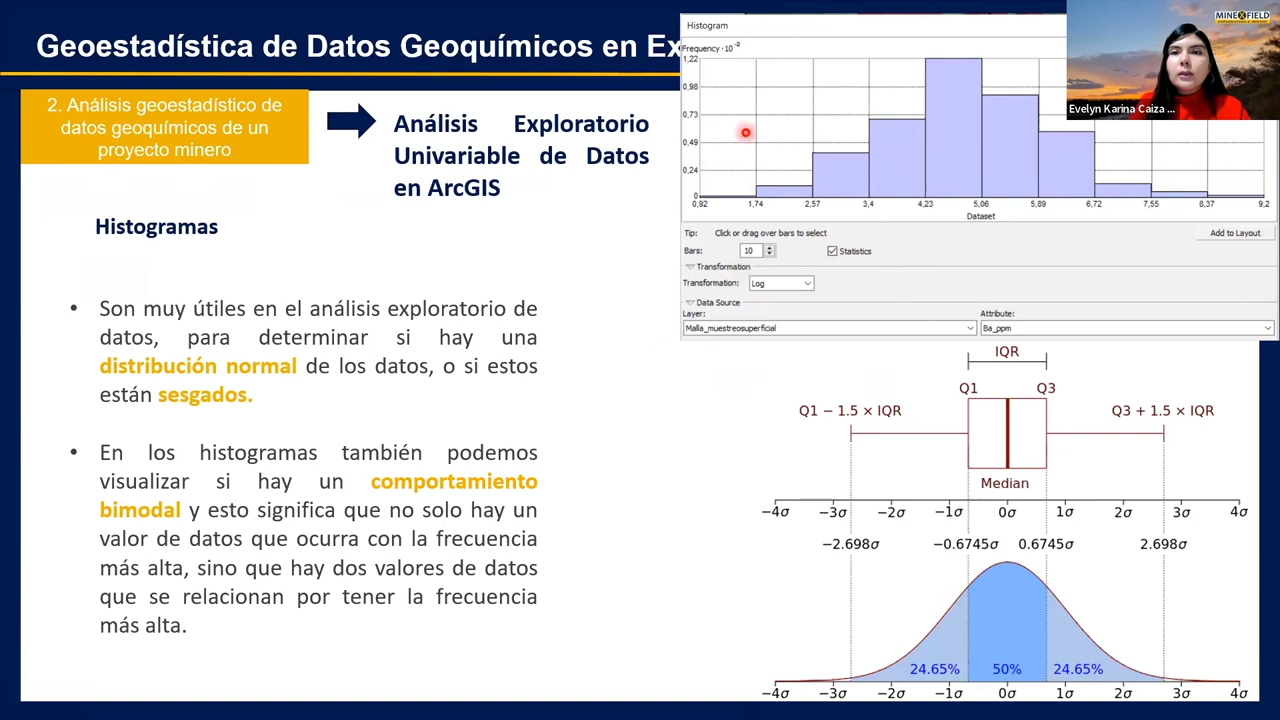 Geoestadística de Datos Geoquímicos en Ex
2. Análisis geoestadístico de
datos geoquímicos de un
proyecto minero
Análisis Exploratorio
Univariable de Datos
en ArcGIS
Histogramas
• Son muy útiles en el análisis exploratorio de
datos, para determinar si hay una
distribución normal de los datos, o si estos
están sesgados.
• En los histogramas también podemos
visualizar si hay un comportamiento
bimodal y esto significa que no solo hay un
valor de datos que ocurra con la frecuencia
más alta, sino que hay dos valores de datos
que se relacionan por tener la frecuencia
más alta.
Histogram
Frequency · 10 -2
1,22
0,98
0,73
0,49
0,24
0
0,92 1,74 2,57 3,4 4,23 5,06 5,89 6,72 7,55 8,37 9,2
Dataset
Tip: Click or drag over bars to select
Add to Layout
Bars: 10 Statistics
Transformation
Transformation: Log
Data Source
Layer: Attribute:
Malla_muestreosuperficial Ba_ppm
MINEXFIELD
EXPLORATION & MINING
Evelyn Karina Caiza ...
IQR
Q1 Q3
Q1 − 1.5 × IQR Q3 + 1.5 × IQR
Median
−4σ −3σ −2σ −1σ 0σ 1σ 2σ 3σ 4σ
−2.698σ −0.6745σ 0.6745σ 2.698σ
24.65% 50% 24.65%
−4σ −3σ −2σ −1σ 0σ 1σ 2σ 3σ 4σ